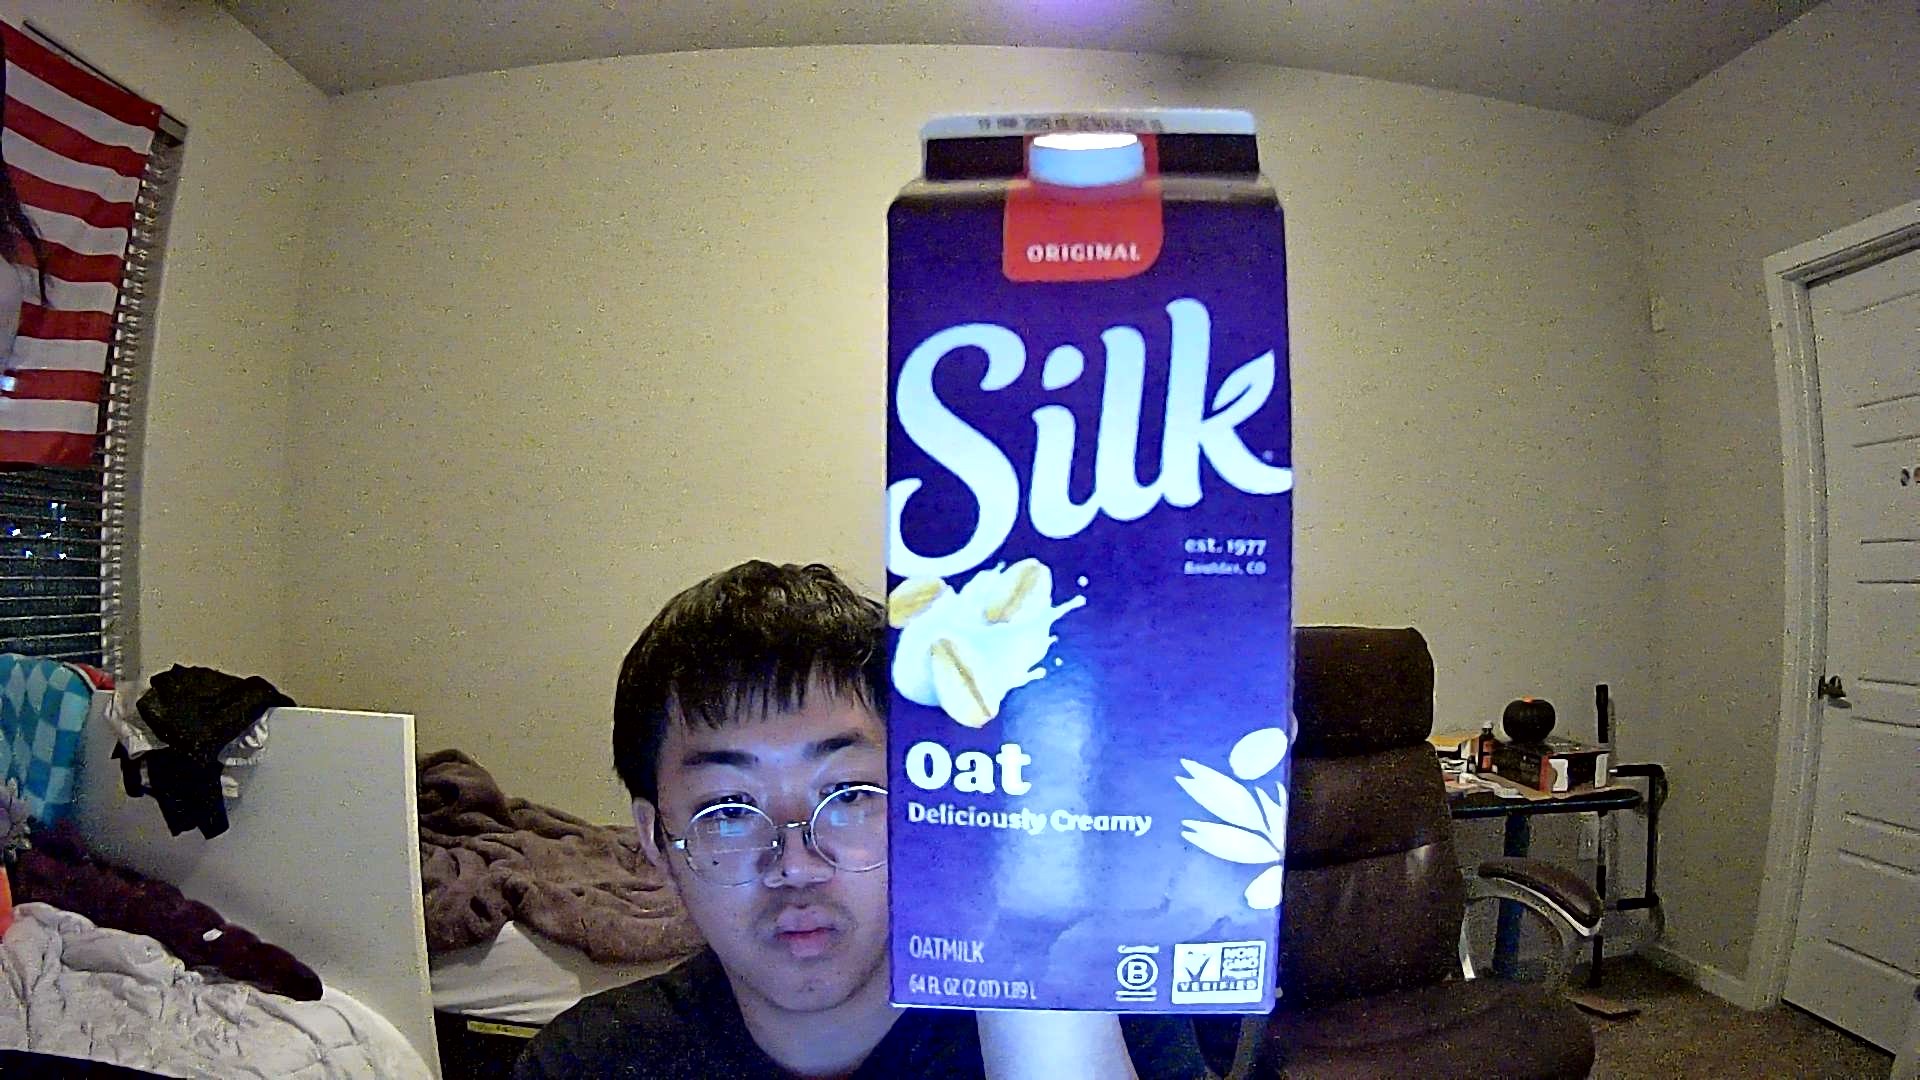 ORIGINAL
Silk
est. 1977
Boulder, CO
Oat
Deliciously Creamy
OATMILK
64 FL OZ (2 QT) 1.89 L
Certified
B
NON
GMO
VERIFIED